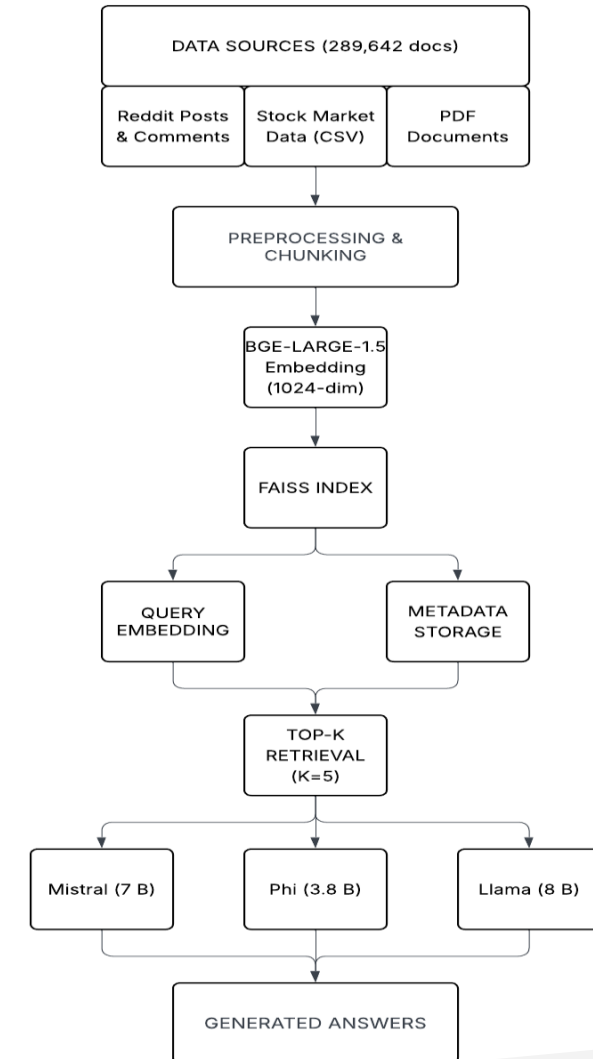 DATA SOURCES (289,642 docs)
Reddit Posts
& Comments
Stock Market
Data (CSV)
PDF
Documents
PREPROCESSING &
CHUNKING
BGE-LARGE-1.5
Embedding
(1024-dim)
FAISS INDEX
QUERY
EMBEDDING
METADATA
STORAGE
TOP-K
RETRIEVAL
(K=5)
Mistral (7 B)
Phi (3.8 B)
Llama (8 B)
GENERATED ANSWERS